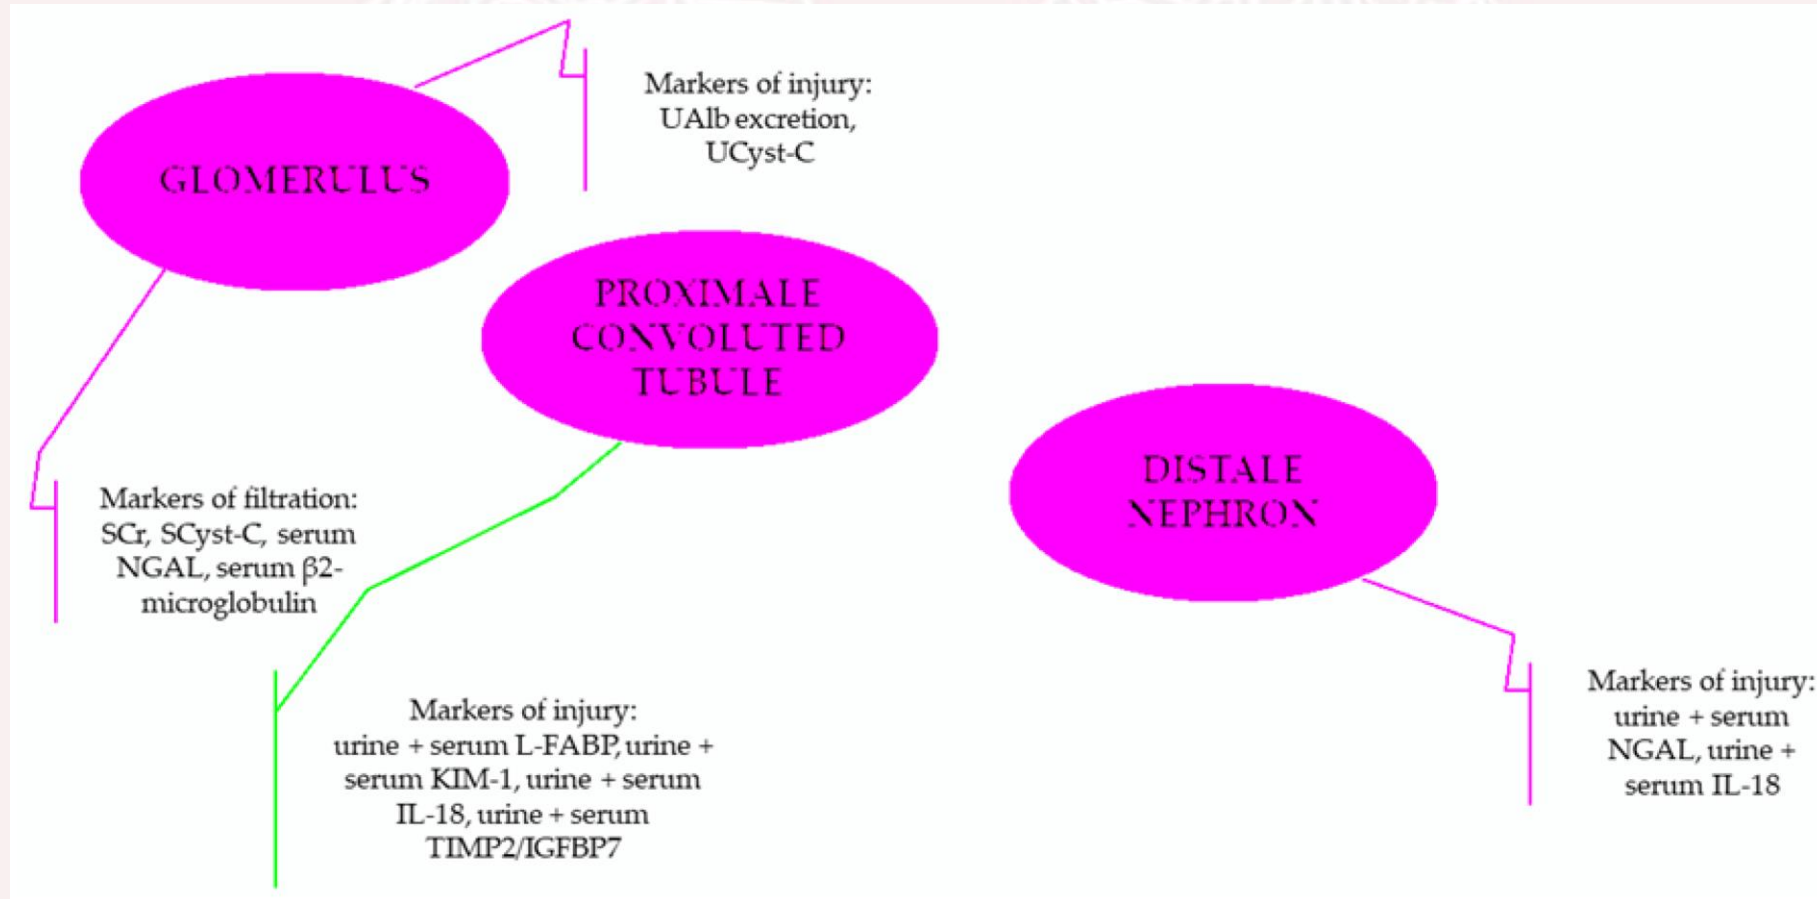 GLOMERULUS
Markers of injury:
UAlb excretion,
UCyst-C
PROXIMALE
CONVOLUTED
TUBULE
DISTALE
NEPHRON
Markers of filtration:
SCr, SCyst-C, serum
NGAL, serum β2-
microglobulin
Markers of injury:
urine + serum L-FABP, urine +
serum KIM-1, urine + serum
IL-18, urine + serum
TIMP2/IGFBP7
Markers of injury:
urine + serum
NGAL, urine +
serum IL-18